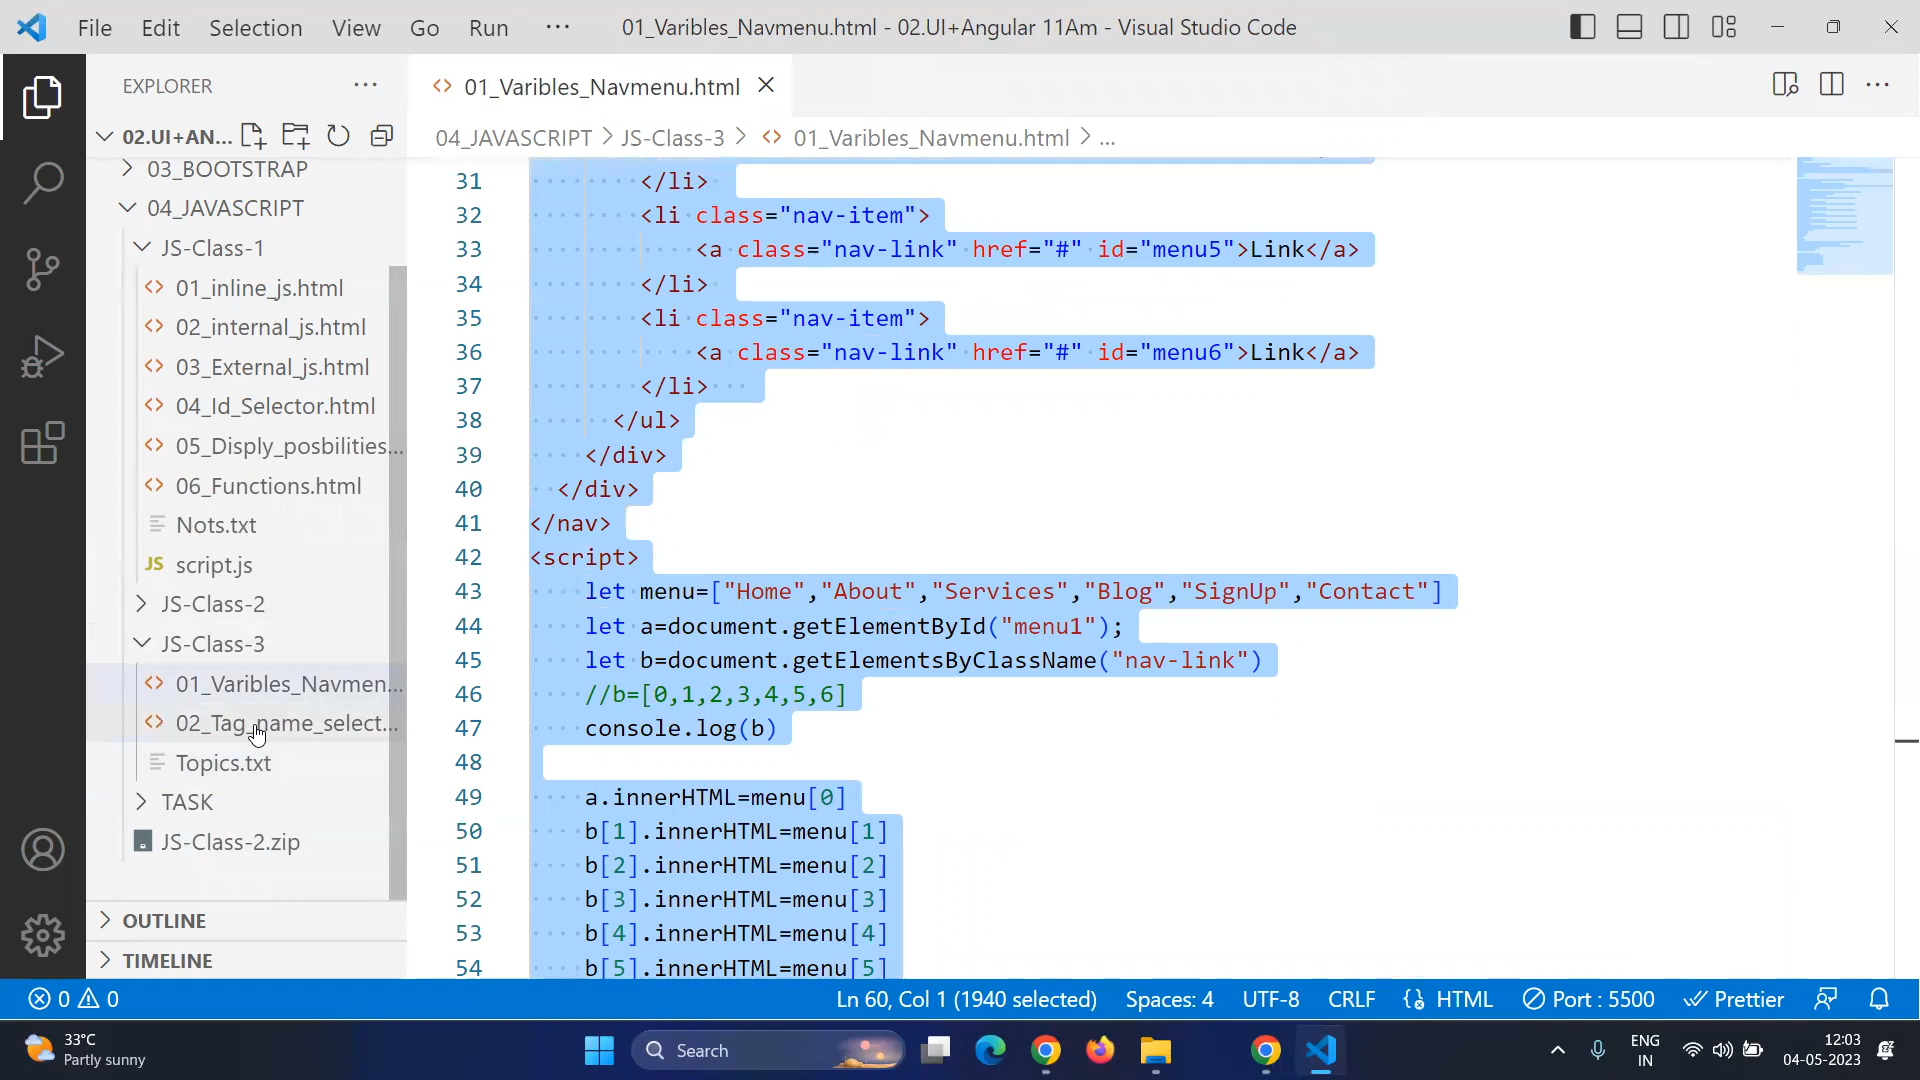 File Edit Selection View Go Run ··· 01_Varibles_Navmenu.html - 02.UI+Angular 11Am - Visual Studio Code
EXPLORER
01_Varibles_Navmenu.html
02.UI+AN...
04_JAVASCRIPT > JS-Class-3 > 01_Varibles_Navmenu.html > ...
03_BOOTSTRAP
04_JAVASCRIPT
JS-Class-1
01_inline_js.html
02_internal_js.html
03_External_js.html
04_Id_Selector.html
05_Disply_posbilities...
06_Functions.html
Nots.txt
JS script.js
JS-Class-2
JS-Class-3
01_Varibles_Navmen...
02_Tag_name_select...
Topics.txt
TASK
JS-Class-2.zip
OUTLINE
TIMELINE
31 </li>
32 <li class="nav-item">
33 <a class="nav-link" href="#" id="menu5">Link</a>
34 </li>
35 <li class="nav-item">
36 <a class="nav-link" href="#" id="menu6">Link</a>
37 </li>
38 </ul>
39 </div>
40 </div>
41 </nav>
42 <script>
43 let menu=["Home","About","Services","Blog","SignUp","Contact"]
44 let a=document.getElementById("menu1");
45 let b=document.getElementsByClassName("nav-link")
46 //b=[0,1,2,3,4,5,6]
47 console.log(b)
48
49 a.innerHTML=menu[0]
50 b[1].innerHTML=menu[1]
51 b[2].innerHTML=menu[2]
52 b[3].innerHTML=menu[3]
53 b[4].innerHTML=menu[4]
54 b[5].innerHTML=menu[5]
0 0 Ln 60, Col 1 (1940 selected) Spaces: 4 UTF-8 CRLF HTML Port : 5500 Prettier
33°C
Partly sunny
Search
ENG
IN
12:03
04-05-2023